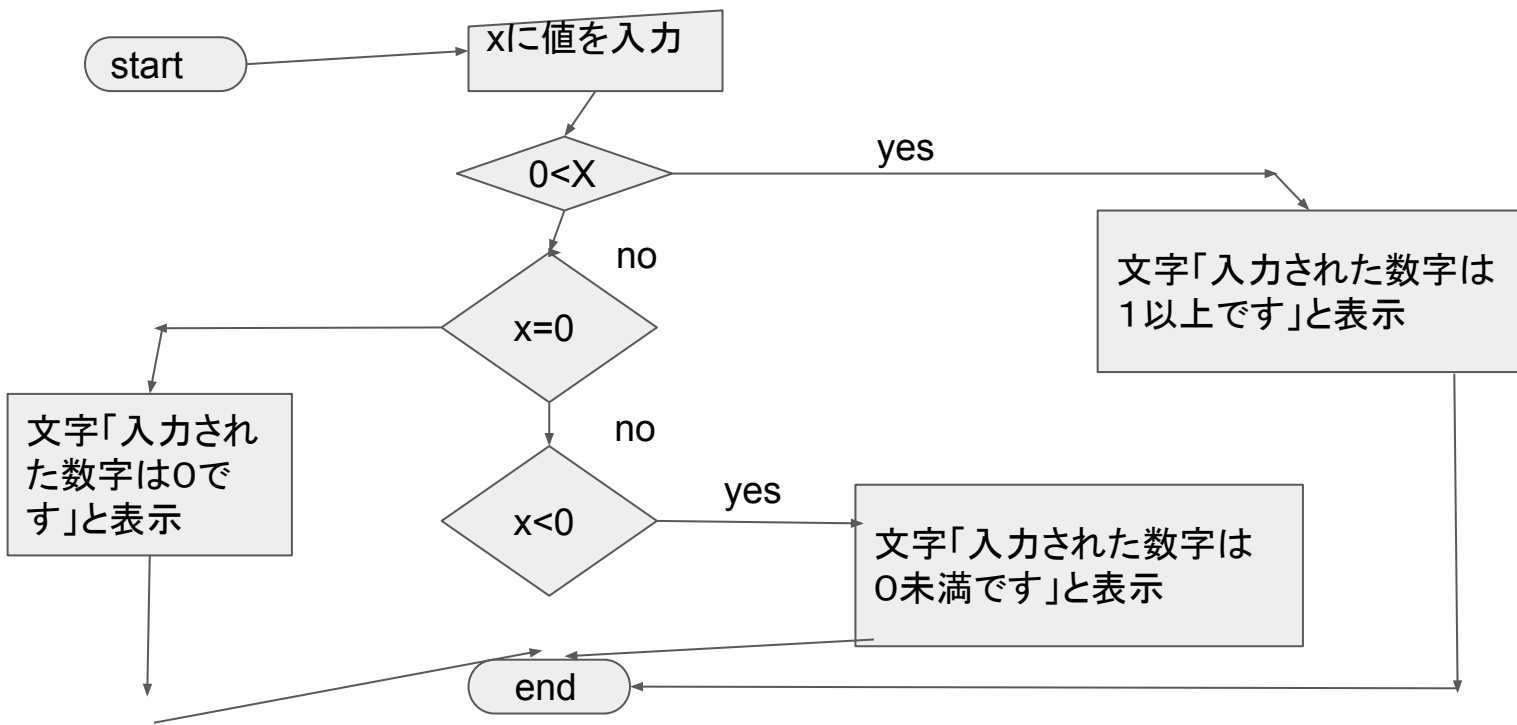 start
xに値を入力
0<X
yes
no
文字「入力された数字は
１以上です」と表示
x=0
文字「入力され
た数字は0で
す」と表示
no
x<0
yes
文字「入力された数字は
0未満です」と表示
end